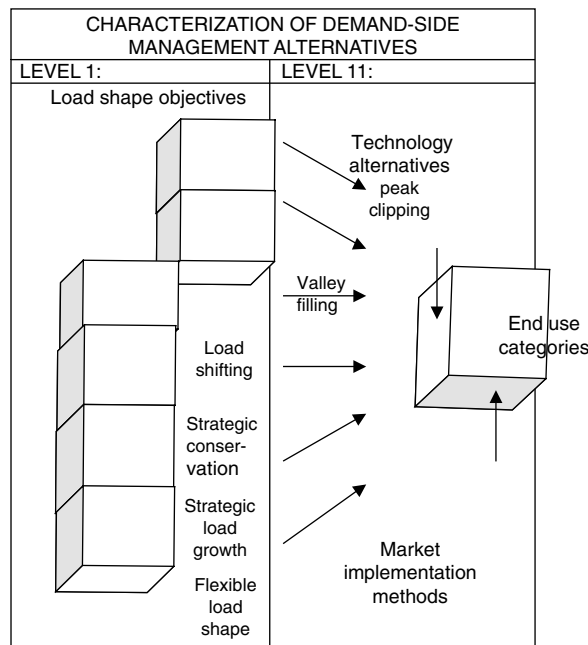 CHARACTERIZATION OF DEMAND-SIDE
MANAGEMENT ALTERNATIVES
LEVEL 1:
LEVEL 11:
Load shape objectives
Technology
alternatives
peak
clipping
Valley
filling
End use
categories
Load
shifting
Strategic
conser-
vation
Strategic
load
growth
Flexible
load
shape
Market
implementation
methods